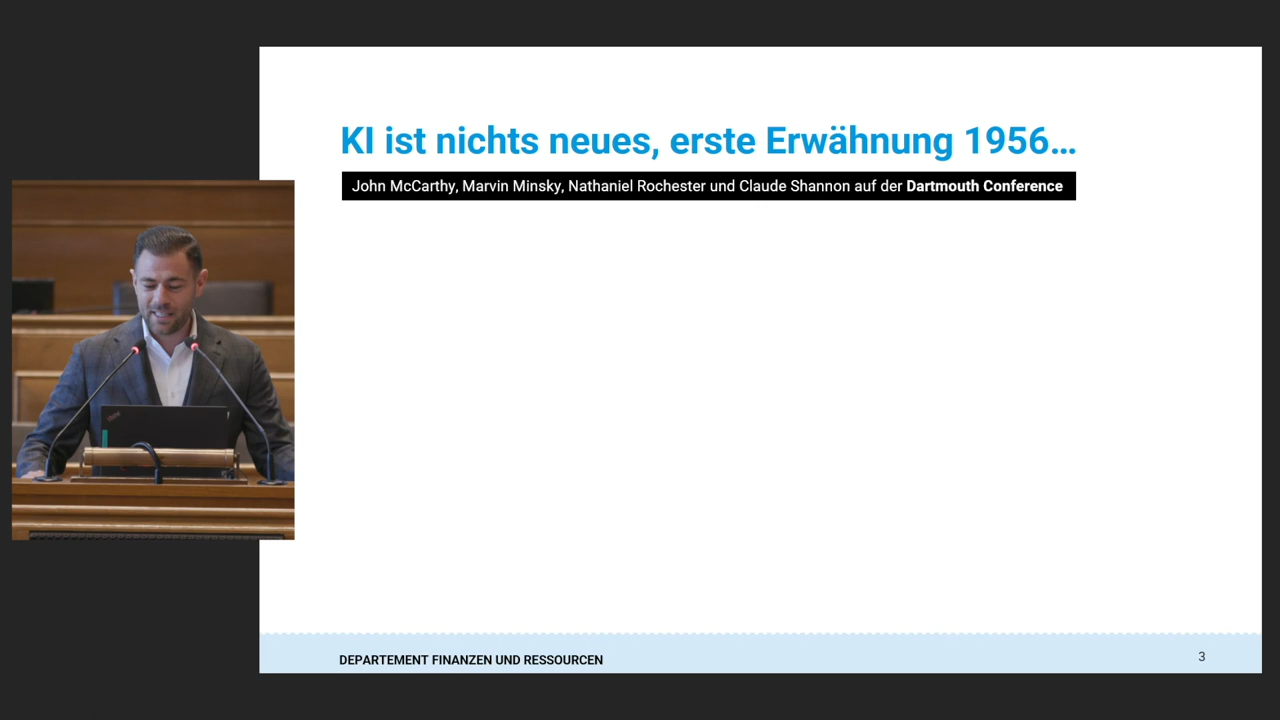 KI ist nichts neues, erste Erwähnung 1956…
John McCarthy, Marvin Minsky, Nathaniel Rochester und Claude Shannon auf der Dartmouth Conference
DEPARTEMENT FINANZEN UND RESSOURCEN
3